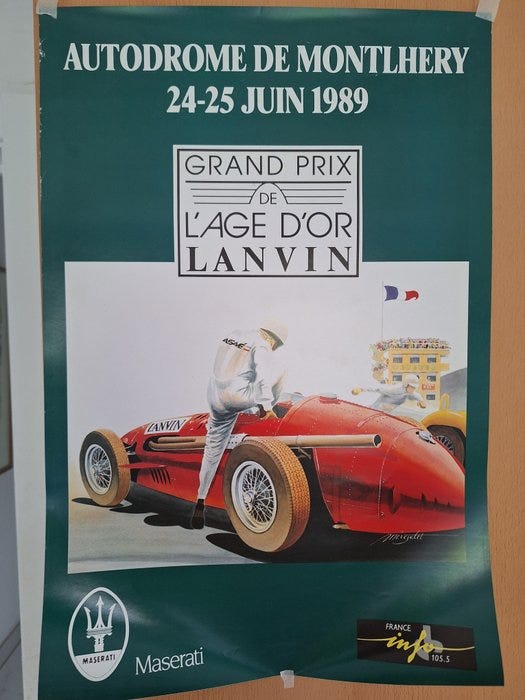 AUTODROME DE MONTLHERY
24-25 JUIN 1989
GRAND PRIX
DE
L'AGE D'OR
LANVIN
LANVIN
MASERATI
Maserati
FRANCE
info
105.5